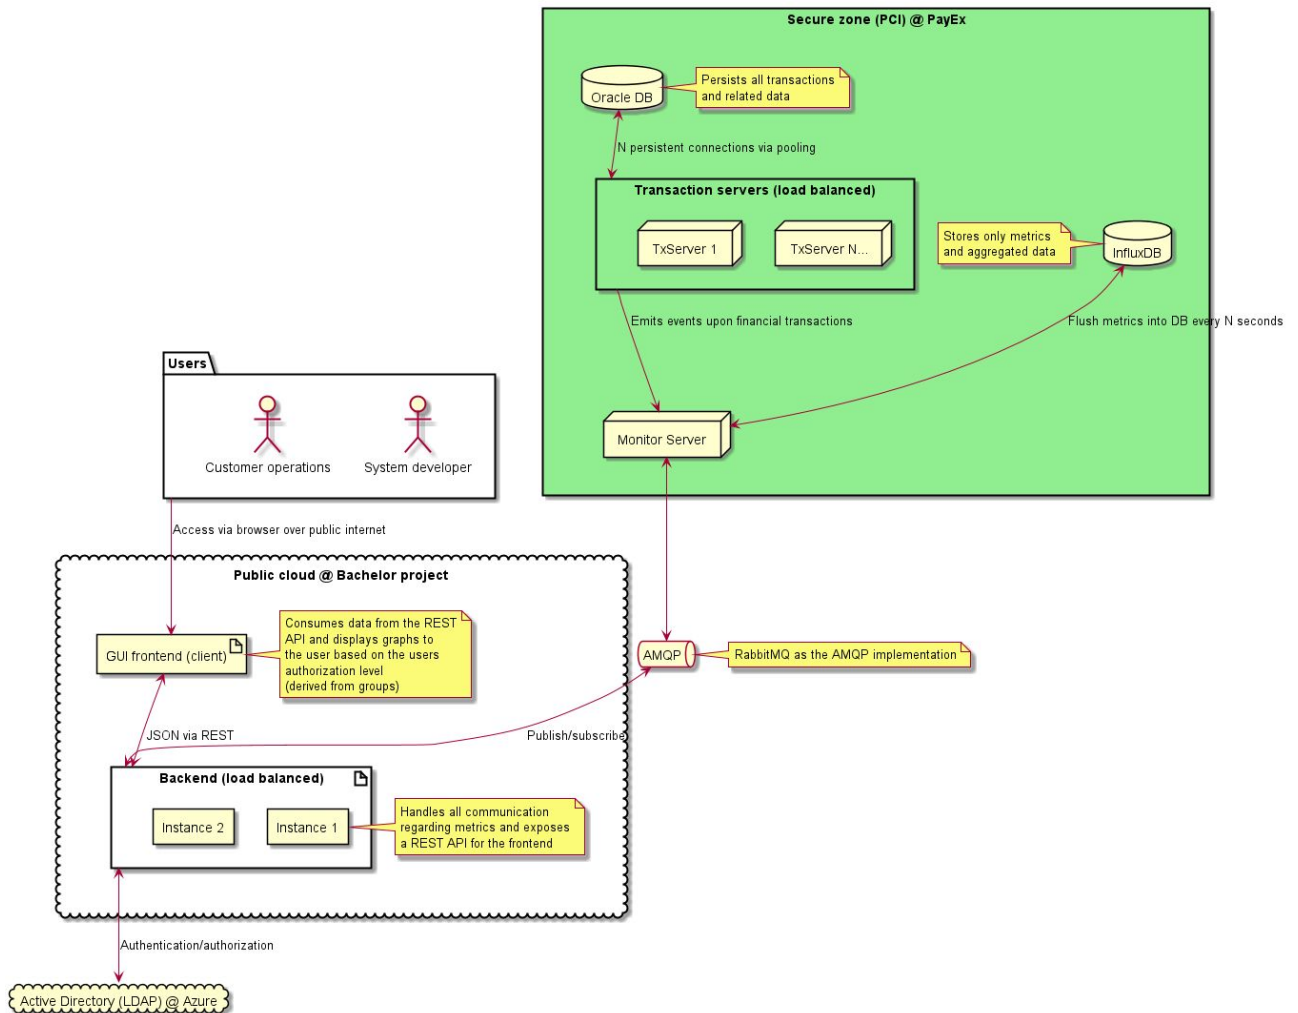 Secure zone (PCI) @ PayEx
Oracle DB
Persists all transactions
and related data
N persistent connections via pooling
Transaction servers (load balanced)
TxServer 1
TxServer N...
Stores only metrics
and aggregated data
InfluxDB
Emits events upon financial transactions
Flush metrics into DB every N seconds
Monitor Server
Users
Customer operations
System developer
Access via browser over public internet
Public cloud @ Bachelor project
GUI frontend (client)
Consumes data from the REST
API and displays graphs to
the user based on the users
authorization level
(derived from groups)
AMQP
RabbitMQ as the AMQP implementation
JSON via REST
Publish/subscribe
Backend (load balanced)
Instance 2
Instance 1
Handles all communication
regarding metrics and exposes
a REST API for the frontend
Authentication/authorization
Active Directory (LDAP) @ Azure